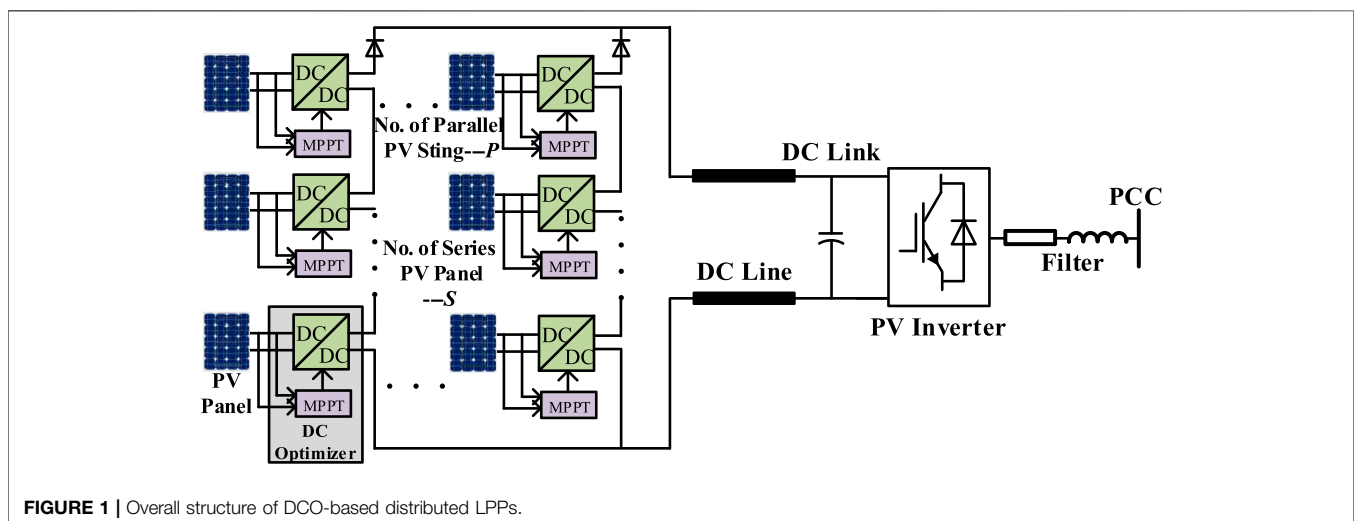 DC
DC
MPPT
DC
DC
MPPT
No. of Parallel
PV Sting---P
DC
DC
MPPT
DC
DC
MPPT
No. of Series
PV Panel
---S
DC
DC
MPPT
DC
DC
MPPT
PV
Panel
DC
Optimizer
DC Link
DC Line
PV Inverter
Filter
PCC
FIGURE 1 | Overall structure of DCO-based distributed LPPs.